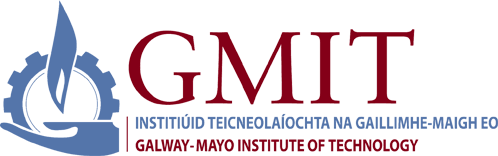 GMIT
INSTITIÚID TEICNEOLAÍOCHTA NA GAILLIMHE-MAIGH EO
GALWAY-MAYO INSTITUTE OF TECHNOLOGY